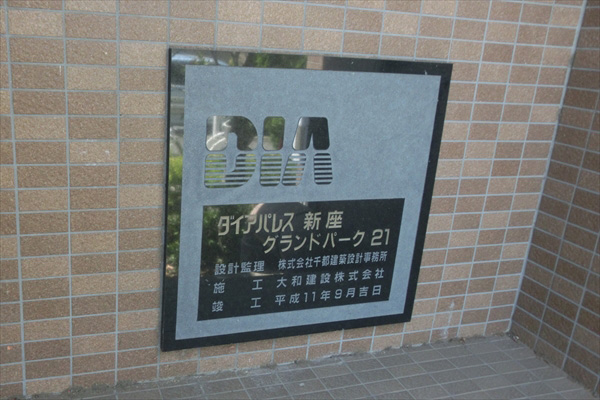 DIA
ダイアパレス 新座
グランドパーク 21
設計監理 株式会社千都建築設計事務所
施工 大和建設株式会社
竣工 平成11年9月吉日